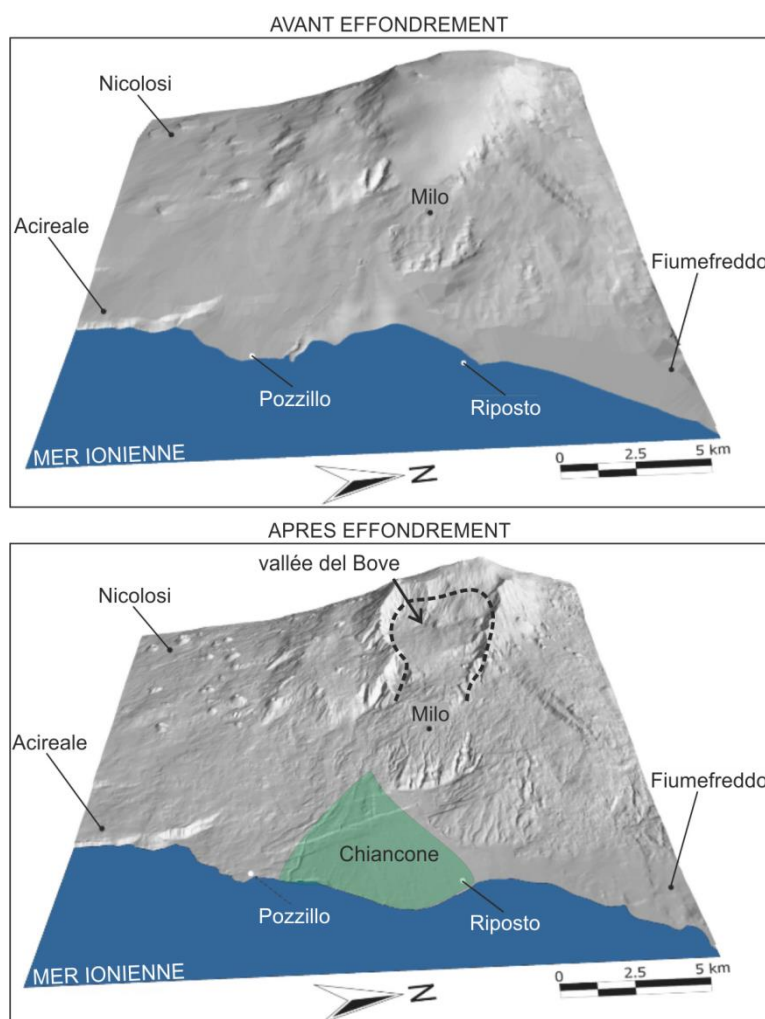 AVANT EFFONDREMENT
Nicolosi
Milo
Acireale
Fiumefreddo
Pozzillo
Riposto
MER IONIENNE
N
0 2.5 5 km
APRES EFFONDREMENT
vallée del Bove
Nicolosi
Milo
Acireale
Fiumefreddo
Chiancone
Pozzillo
Riposto
MER IONIENNE
N
0 2.5 5 km